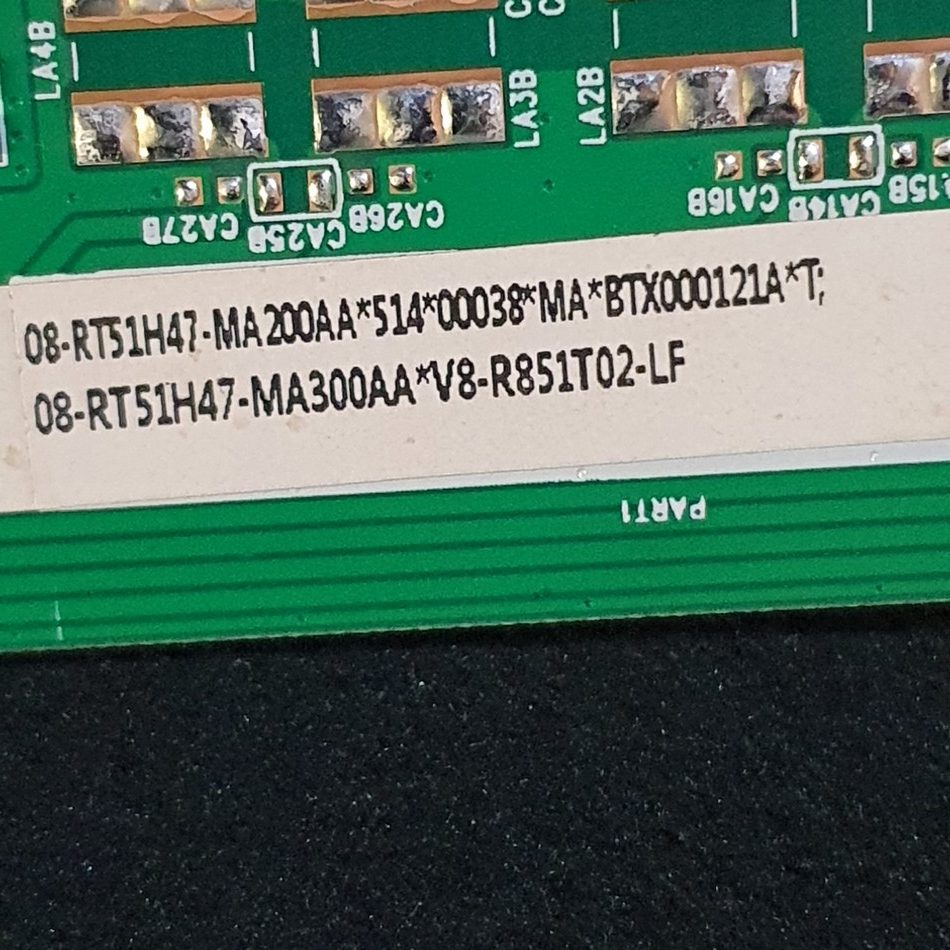 LA4B
LA3B
LA2B
CA27B
CA25B
CA26B
CA16B
CA14B
15B
08-RT51H47-MA200AA*514*00038*MA*BTX000121A*T;
08-RT51H47-MA300AA*V8-R851T02-LF
PART1